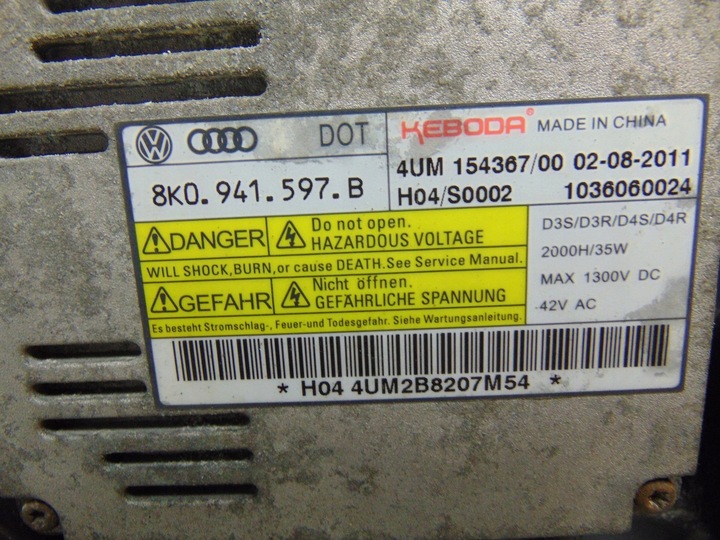 DOT
KEBODA® MADE IN CHINA
8K0.941.597.B
4UM 154367/00 02-08-2011
H04/S0002 1036060024
DANGER
Do not open.
HAZARDOUS VOLTAGE
WILL SHOCK,BURN,or cause DEATH.See Service Manual.
GEFAHR
Nicht öffnen.
GEFÄHRLICHE SPANNUNG
Es besteht Stromschlag-, Feuer-und Todesgefahr. Siehe Wartungsanleitung.
D3S/D3R/D4S/D4R
2000H/35W
MAX 1300V DC
42V AC
* H04 4UM2B8207M54 *